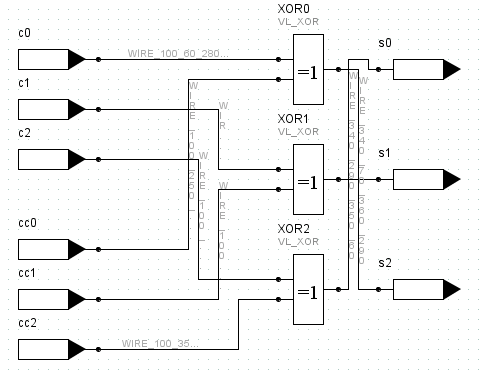 XOR0
c0
VL_XOR
s0
WIRE_100_60_280...
=1
c1
XOR1
VL_XOR
c2
s1
=1
cc0
XOR2
VL_XOR
s2
cc1
=1
cc2
WIRE_100_35...